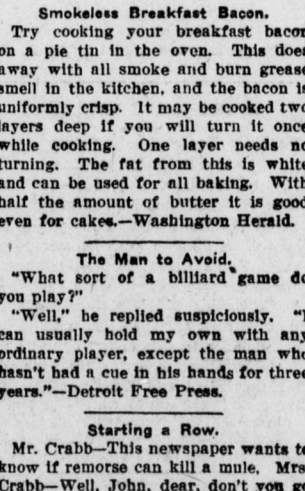 Smokeless Breakfast Bacon.
Try cooking your breakfast bacon
on a pie tin in the oven. This does
away with all smoke and burn grease
smell in the kitchen, and the bacon is
uniformly crisp. It may be cooked two
layers deep if you will turn it once
while cooking. One layer needs no
turning. The fat from this is white
and can be used for all baking. With
half the amount of butter it is good
even for cakes.—Washington Herald.
The Man to Avoid.
"What sort of a billiard game do
you play?"
"Well," he replied suspiciously. "I
can usually hold my own with any
ordinary player, except the man who
hasn't had a cue in his hands for three
years."—Detroit Free Press.
Starting a Row.
Mr. Crabb—This newspaper wants to
know if remorse can kill a mule, Mrs.
Crabb—Well, John, dear, don't you go